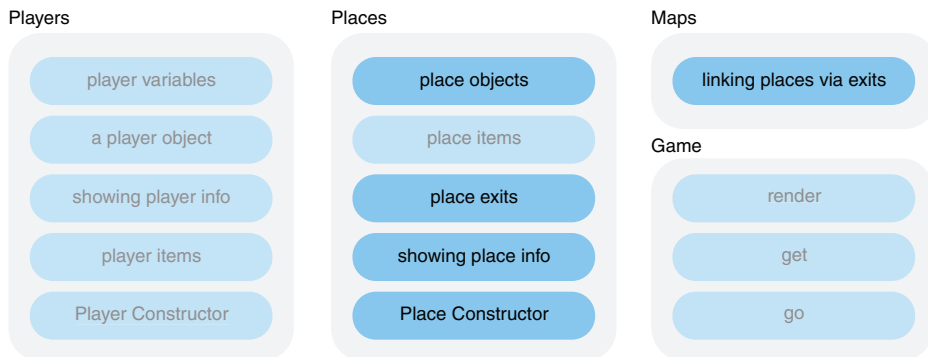 Players
player variables
a player object
showing player info
player items
Player Constructor
Places
place objects
place items
place exits
showing place info
Place Constructor
Maps
linking places via exits
Game
render
get
go